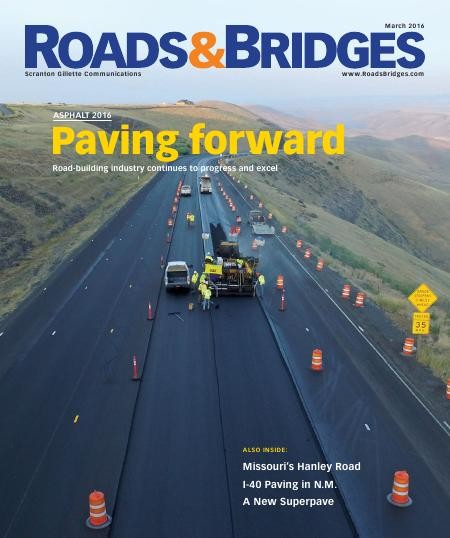 March 2016
ROADS&BRIDGES
Scranton Gillette Communications
www.RoadsBridges.com
ASPHALT 2016
Paving forward
Road-building industry continues to progress and excel
35
ALSO INSIDE:
Missouri's Hanley Road
I-40 Paving in N.M.
A New Superpave